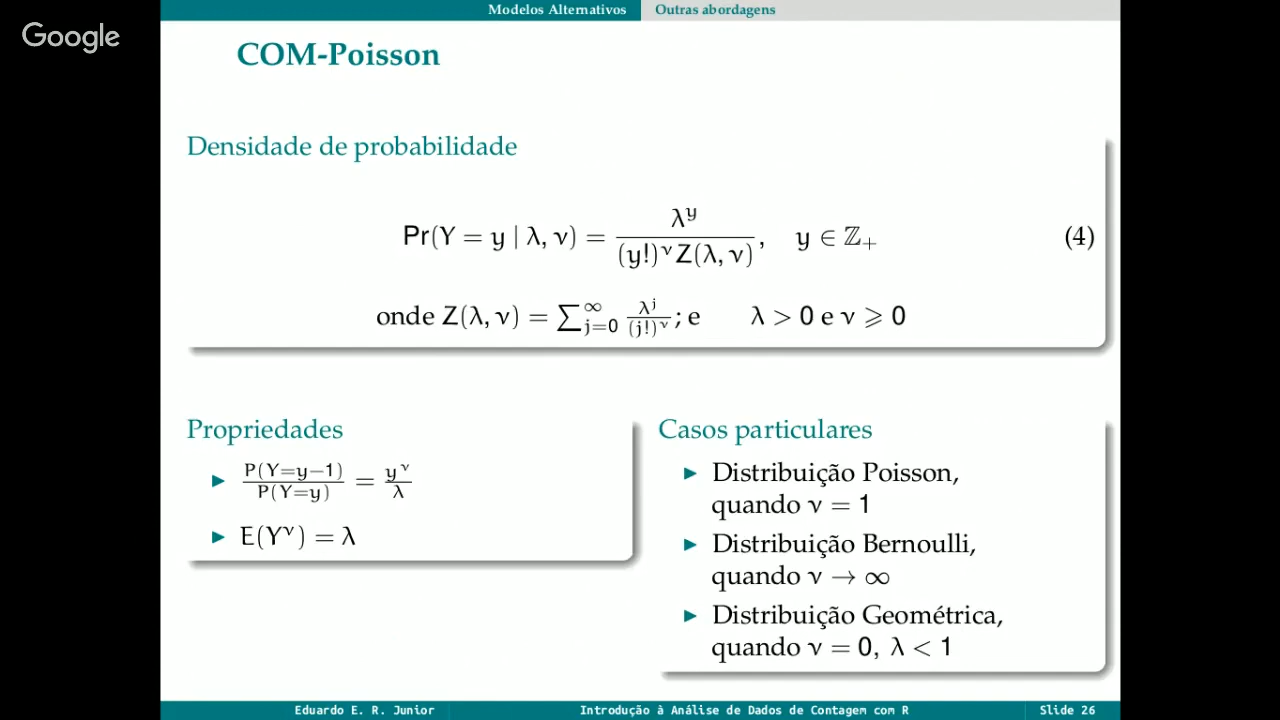 Modelos Alternativos Outras abordagens
Google
COM-Poisson
Densidade de probabilidade
Pr(Y = y | λ, ν) = λ^y / ((y!)^ν Z(λ, ν)), y ∈ ℤ₊ (4)
onde Z(λ, ν) = ∑_{j=0}^{∞} λ^j / (j!)^ν ; e λ > 0 e ν ⩾ 0
Propriedades
► P(Y=y−1) / P(Y=y) = y^ν / λ
► E(Y^ν) = λ
Casos particulares
► Distribuição Poisson,
quando ν = 1
► Distribuição Bernoulli,
quando ν → ∞
► Distribuição Geométrica,
quando ν = 0, λ < 1
Eduardo E. R. Junior Introdução à Análise de Dados de Contagem com R Slide 26